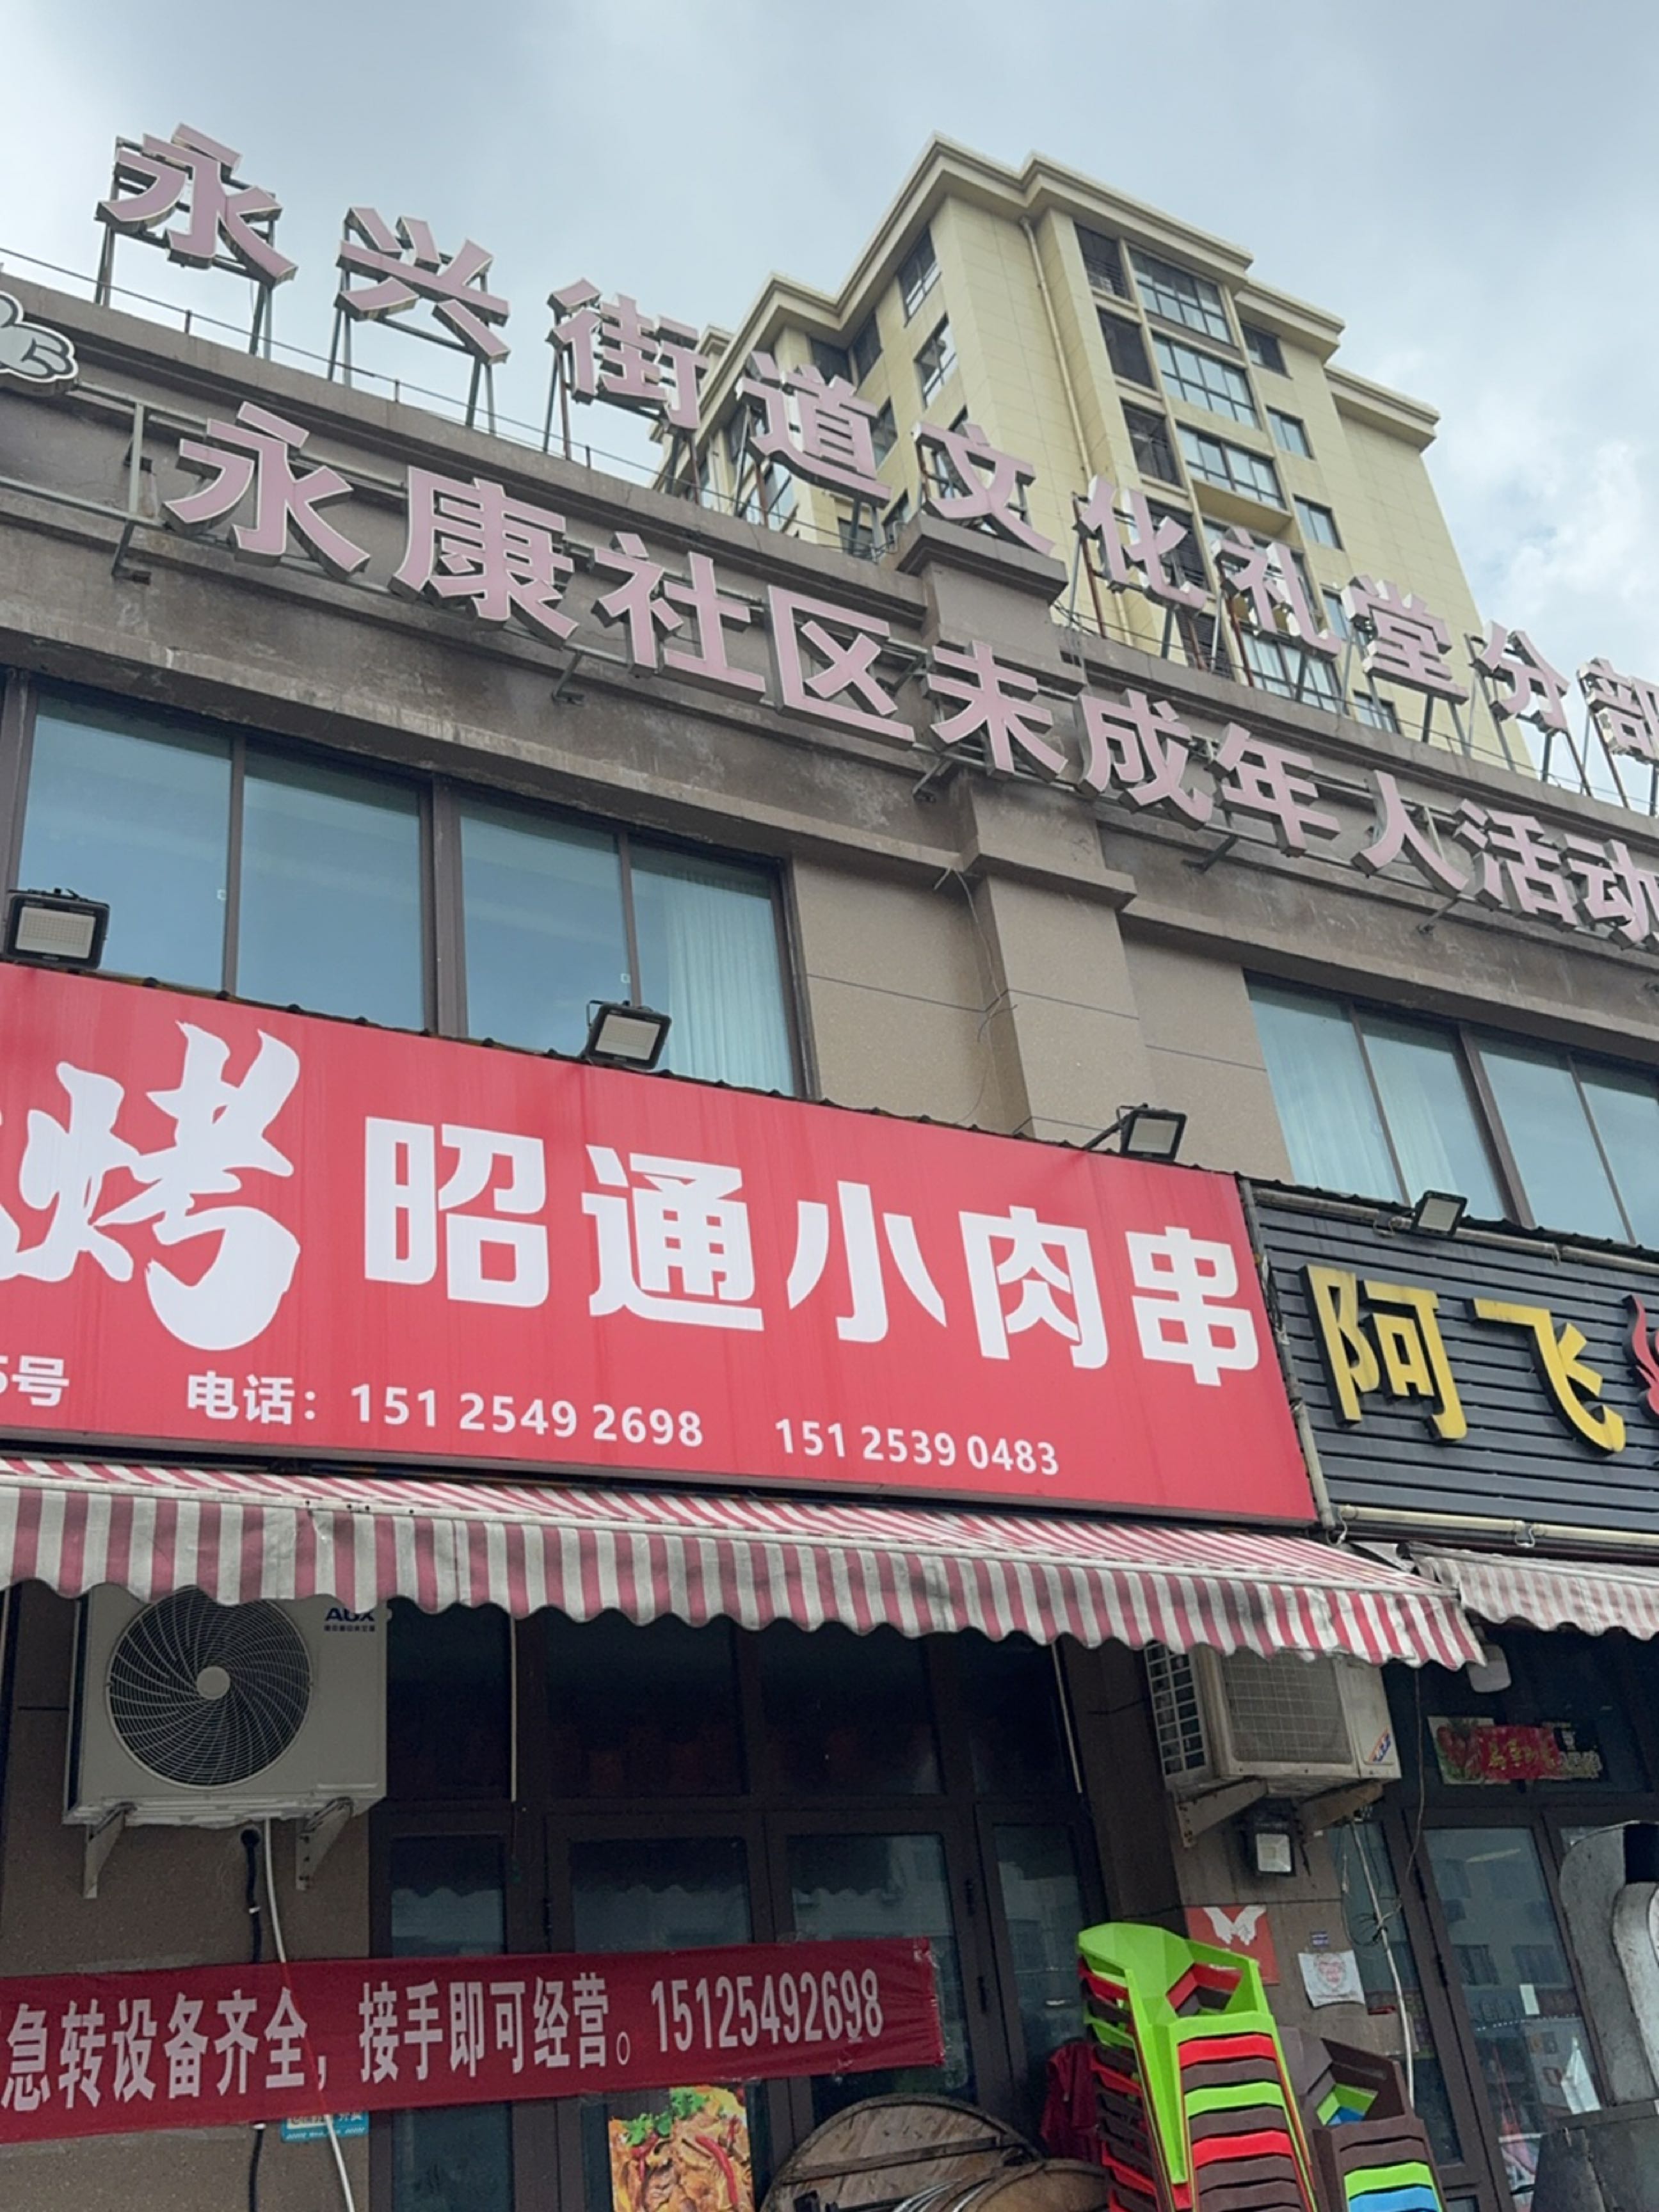 永兴街道文化礼堂分部
永康社区未成年人活动
烤 昭通小肉串
5号 电话：151 2549 2698 151 2539 0483
阿飞
AUX
急转设备齐全，接手即可经营。15125492698